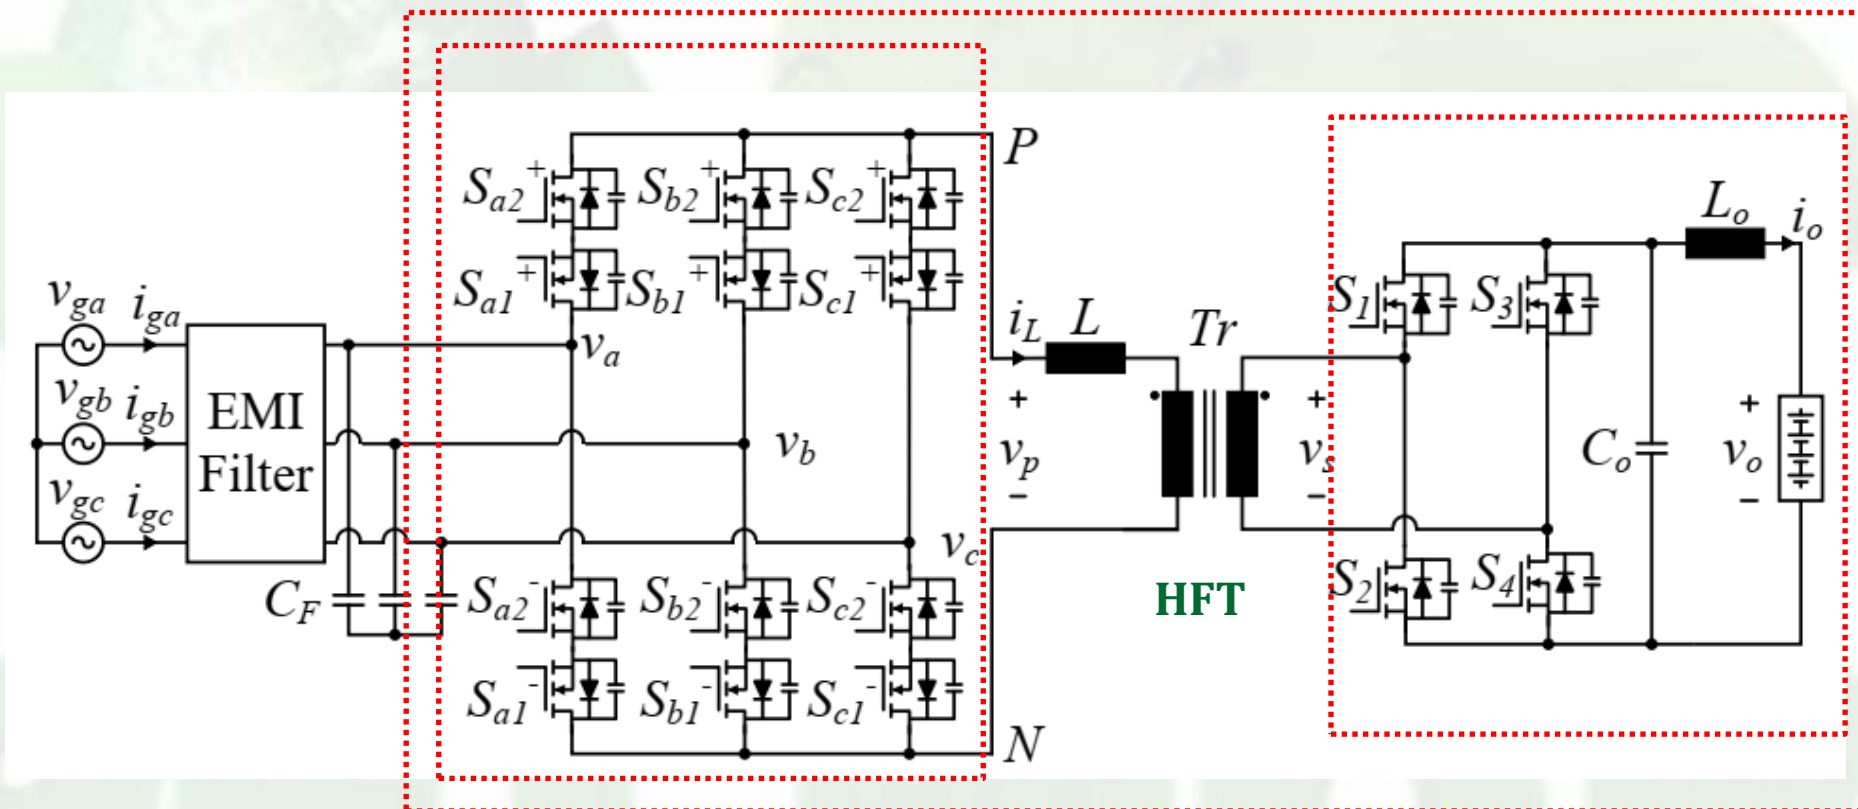 P
Sa2+ Sb2+ Sc2+
Sa1+ Sb1+ Sc1+
Lo io
S1 S3
vga iga
va
iL L Tr
vgb igb
EMI
Filter
vb
+ + +
vp vs Co vo
- - -
vgc igc
vc
CF
Sa2- Sb2- Sc2-
HFT
S2 S4
Sa1- Sb1- Sc1-
N